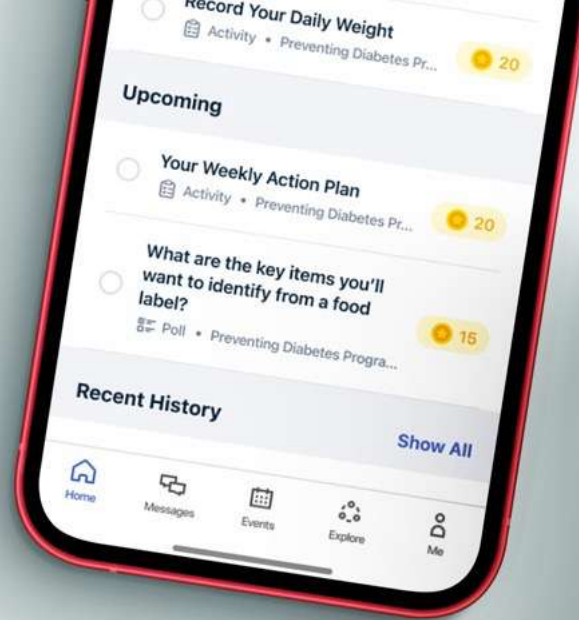 Record Your Daily Weight
Activity • Preventing Diabetes Pr...
20
Upcoming
Your Weekly Action Plan
Activity • Preventing Diabetes Pr...
20
What are the key items you'll
want to identify from a food
label?
Poll • Preventing Diabetes Progra...
15
Recent History
Show All
Home
Messages
Events
Explore
Me